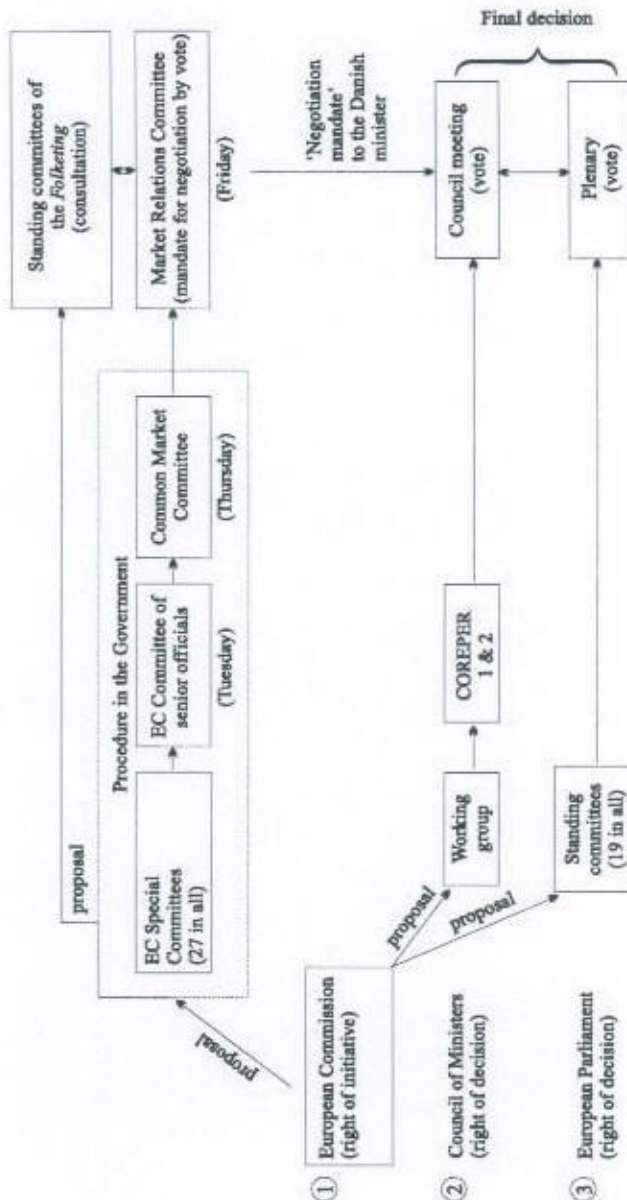 Standing committees of
the Folketing
(consultation)
proposal
Procedure in the Government
EC Special
Committees
(27 in all)
EC Committee of
senior officials
(Tuesday)
Common Market
Committee
(Thursday)
Market Relations Committee
(mandate for negotiation by vote)
(Friday)
proposal
'Negotiation
mandate'
to the Danish
minister
① European Commission
(right of initiative)
proposal
proposal
② Council of Ministers
(right of decision)
Working
group
COREPER
1 & 2
Council meeting
(vote)
Final decision
③ European Parliament
(right of decision)
Standing
committees
(19 in all)
Plenary
(vote)